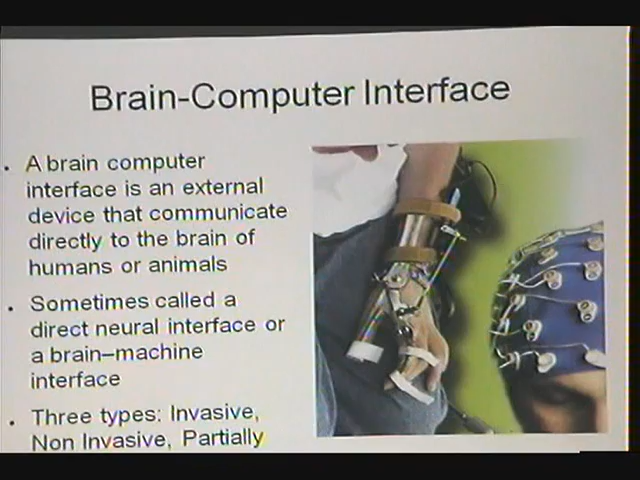 Brain-Computer Interface
. A brain computer
interface is an external
device that communicate
directly to the brain of
humans or animals
. Sometimes called a
direct neural interface or
a brain–machine
interface
. Three types: Invasive,
Non Invasive, Partially